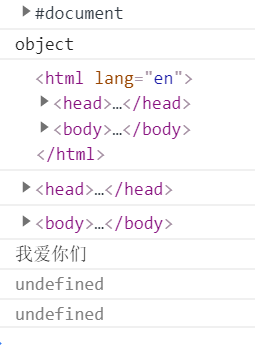 ▶#document
object
<html lang="en">
▶<head>…</head>
▶<body>…</body>
</html>
▶<head>…</head>
▶<body>…</body>
我爱你们
undefined
undefined